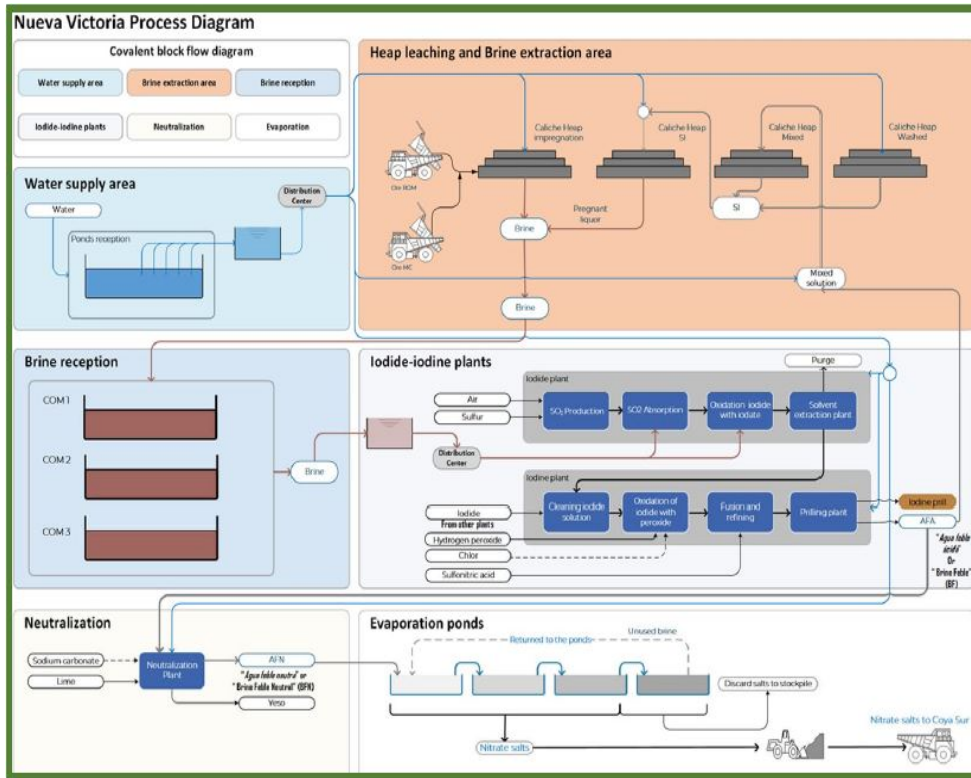 Nueva Victoria Process Diagram
Covalent block flow diagram
Water supply area
Brine extraction area
Brine reception
Iodide-iodine plants
Neutralization
Evaporation
Heap leaching and Brine extraction area
Caliche Heap
impregnation
Caliche Heap
SI
Caliche Heap
Mixed
Caliche Heap
Washed
Ore ROM
Ore MC
Pregnant
liquor
SI
Brine
Mixed
solution
Brine
Water supply area
Water
Distribution
Center
Ponds reception
Brine reception
COM 1
COM 2
COM 3
Brine
Iodide-iodine plants
Purge
Iodide plant
Air
Sulfur
SO₂ Production
SO2 Absorption
Oxidation iodide
with iodate
Solvent
extraction plant
Distribution
Center
Iodine plant
Iodide
From other plants
Hydrogen peroxide
Chlor
Sulfonitric acid
Cleaning iodide
solution
Oxidation of
iodide with
peroxide
Fusion and
refining
Prilling plant
Iodine prill
AFA
"Agua feble
acida"
Or
"Brine Feble"
(BF)
Neutralization
Sodium carbonate
Lime
Neutralization
Plant
AFN
"Agua feble neutra" or
"Brine Feble Neutral" (BFN)
Yeso
Evaporation ponds
Returned to the ponds
Unused brine
Discard salts to stockpile
Nitrate salts
Nitrate salts to Coya Sur